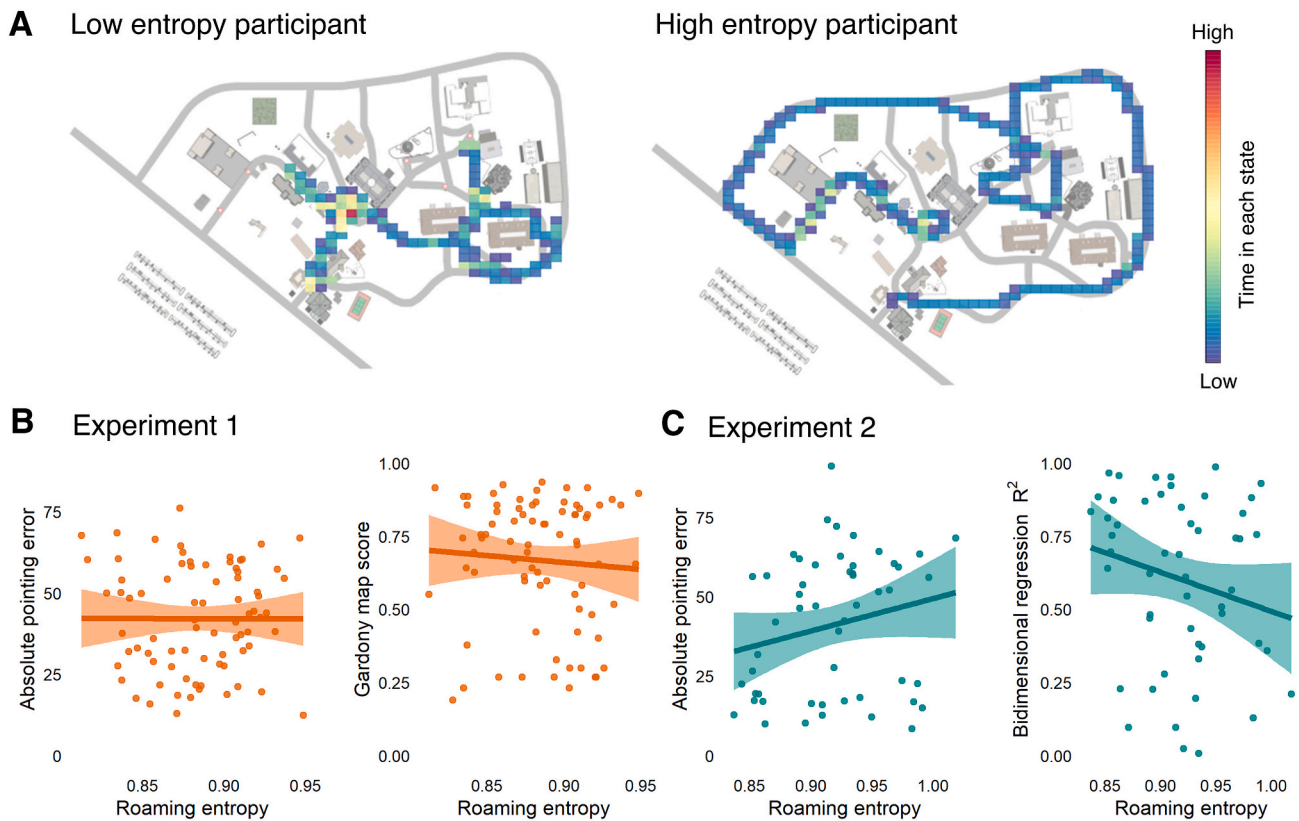 A Low entropy participant
High entropy participant
High
Time in each state
Low
B Experiment 1
Absolute pointing error
75
50
25
0
0.85 0.90 0.95
Roaming entropy
Gardony map score
1.00
0.75
0.50
0.25
0.00
0.85 0.90 0.95
Roaming entropy
C Experiment 2
Absolute pointing error
75
50
25
0
0.85 0.90 0.95 1.00
Roaming entropy
Bidimensional regression R²
1.00
0.75
0.50
0.25
0.00
0.85 0.90 0.95 1.00
Roaming entropy